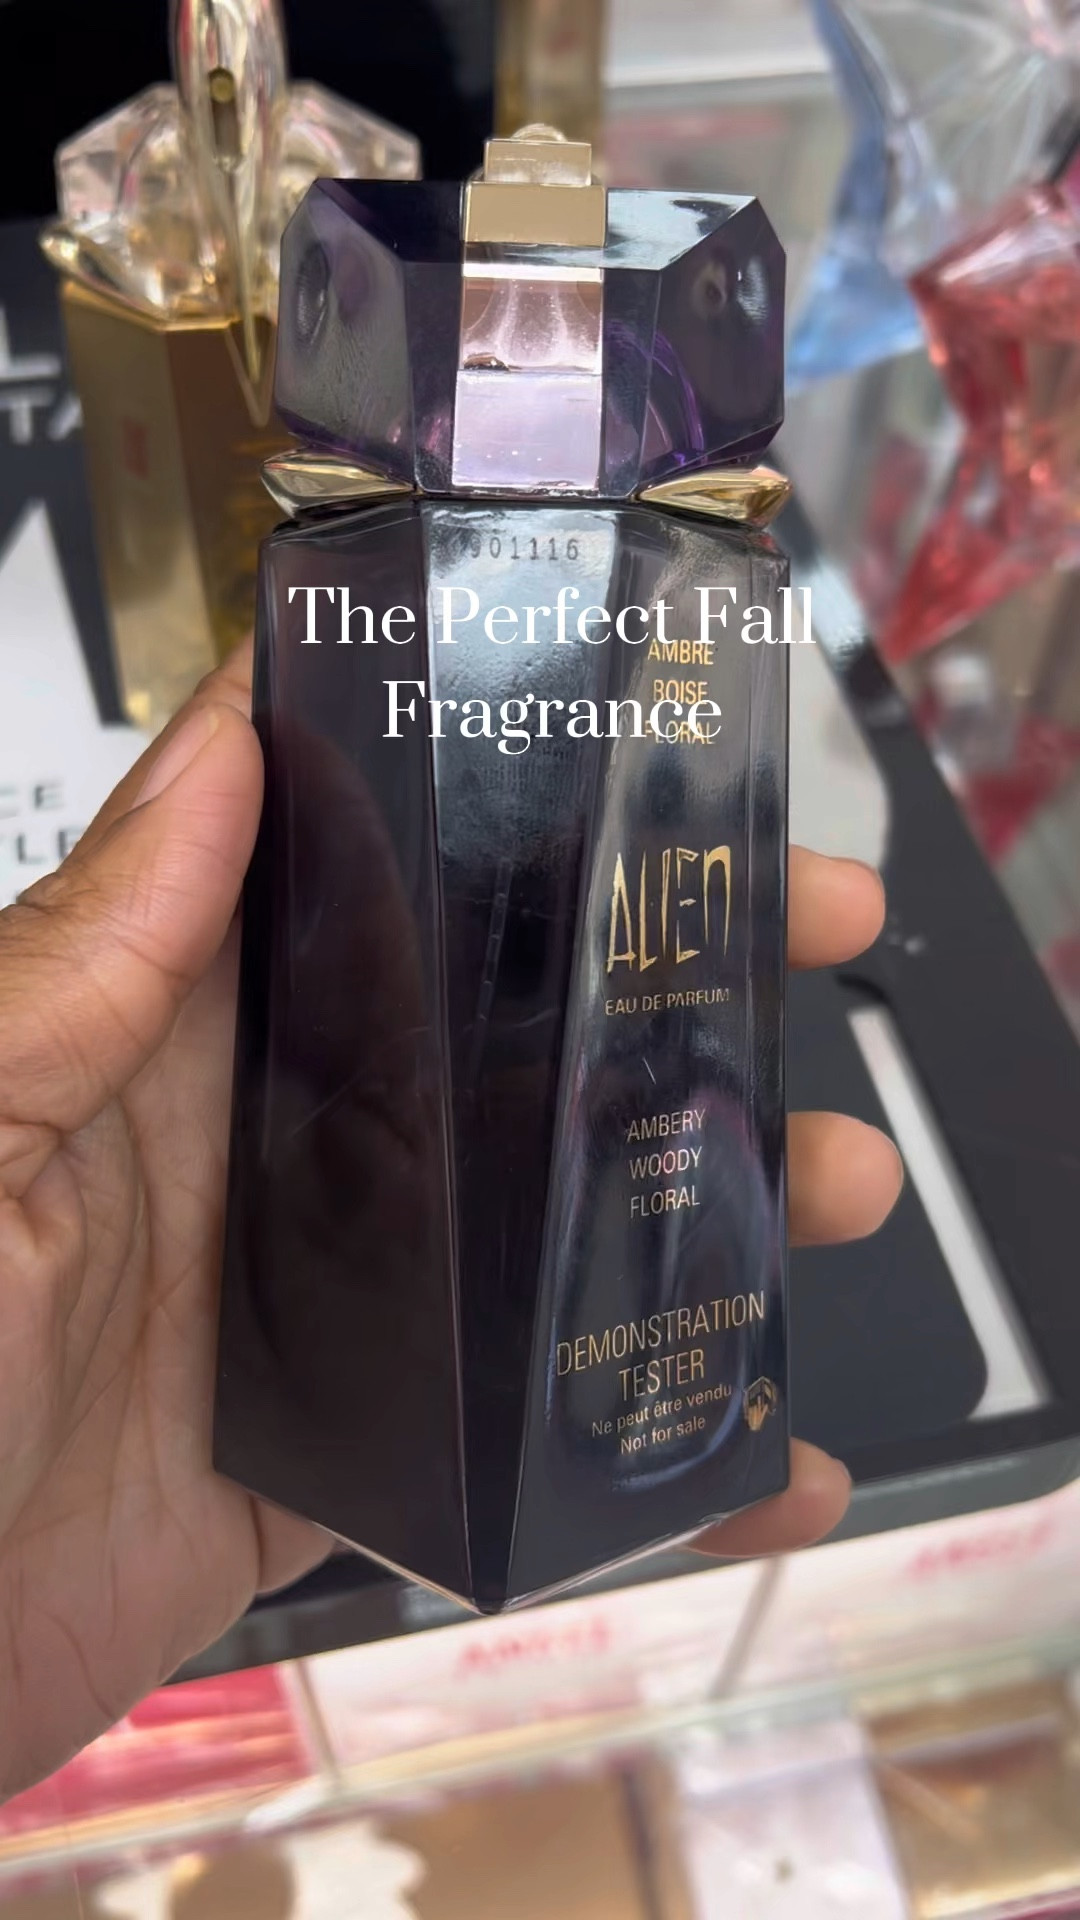 901116
The Perfect Fall
Fragrance
AMBRE
BOISE
FLORAL
ALIEN
EAU DE PARFUM
AMBERY
WOODY
FLORAL
DEMONSTRATION
TESTER
Ne peut être vendu
Not for sale